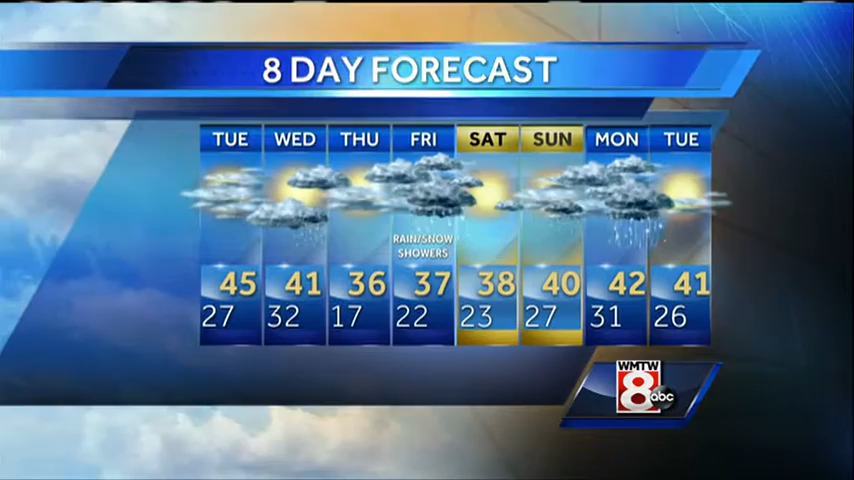 8 DAY FORECAST
TUE WED THU FRI SAT SUN MON TUE
RAIN/SNOW
SHOWERS
45 41 36 37 38 40 42 41
27 32 17 22 23 27 31 26
WMTW
8
abc